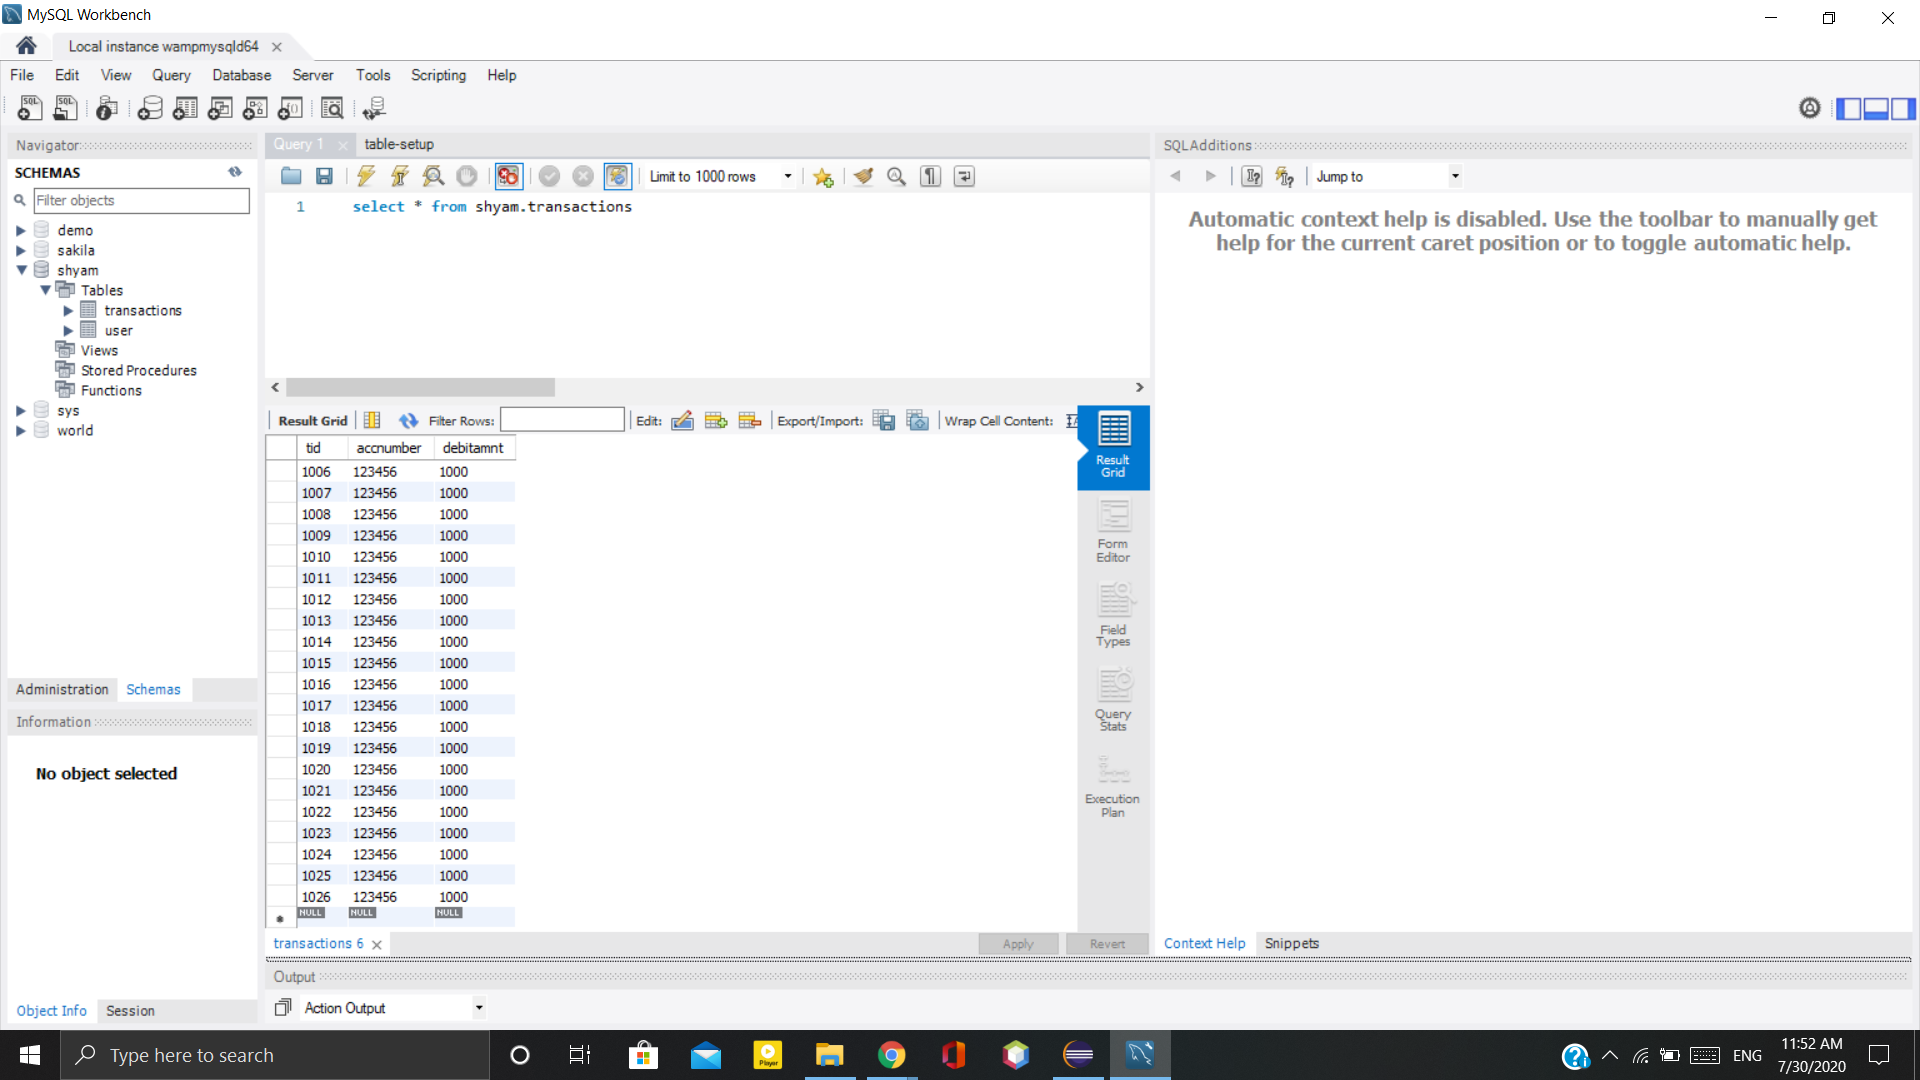 MySQL Workbench
Local instance wampmysqld64
File Edit View Query Database Server Tools Scripting Help
Navigator
SCHEMAS
Filter objects
demo
sakila
shyam
Tables
transactions
user
Views
Stored Procedures
Functions
sys
world
Administration Schemas
Information
No object selected
Object Info Session
Query 1 table-setup
Limit to 1000 rows
1 select * from shyam.transactions
Result Grid Filter Rows: Edit: Export/Import: Wrap Cell Content:
tid accnumber debitamnt
1006 123456 1000
1007 123456 1000
1008 123456 1000
1009 123456 1000
1010 123456 1000
1011 123456 1000
1012 123456 1000
1013 123456 1000
1014 123456 1000
1015 123456 1000
1016 123456 1000
1017 123456 1000
1018 123456 1000
1019 123456 1000
1020 123456 1000
1021 123456 1000
1022 123456 1000
1023 123456 1000
1024 123456 1000
1025 123456 1000
1026 123456 1000
NULL NULL NULL
Result
Grid
Form
Editor
Field
Types
Query
Stats
Execution
Plan
transactions 6 Apply Revert
Output
Action Output
SQLAdditions
Jump to
Automatic context help is disabled. Use the toolbar to manually get
help for the current caret position or to toggle automatic help.
Context Help Snippets
Type here to search
ENG
11:52 AM
7/30/2020